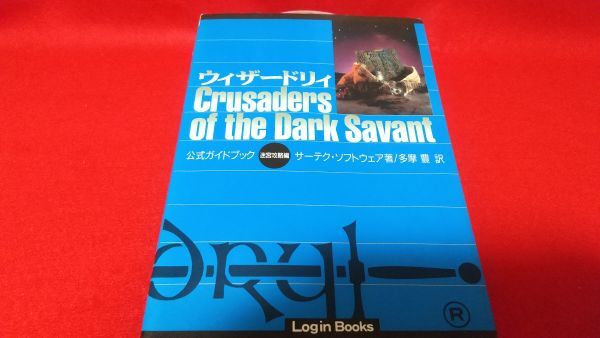 ウィザードリィ
Crusaders
of the Dark Savant
公式ガイドブック 迷宮攻略編 サーテク・ソフトウェア著/多摩 豊 訳
®
Login Books